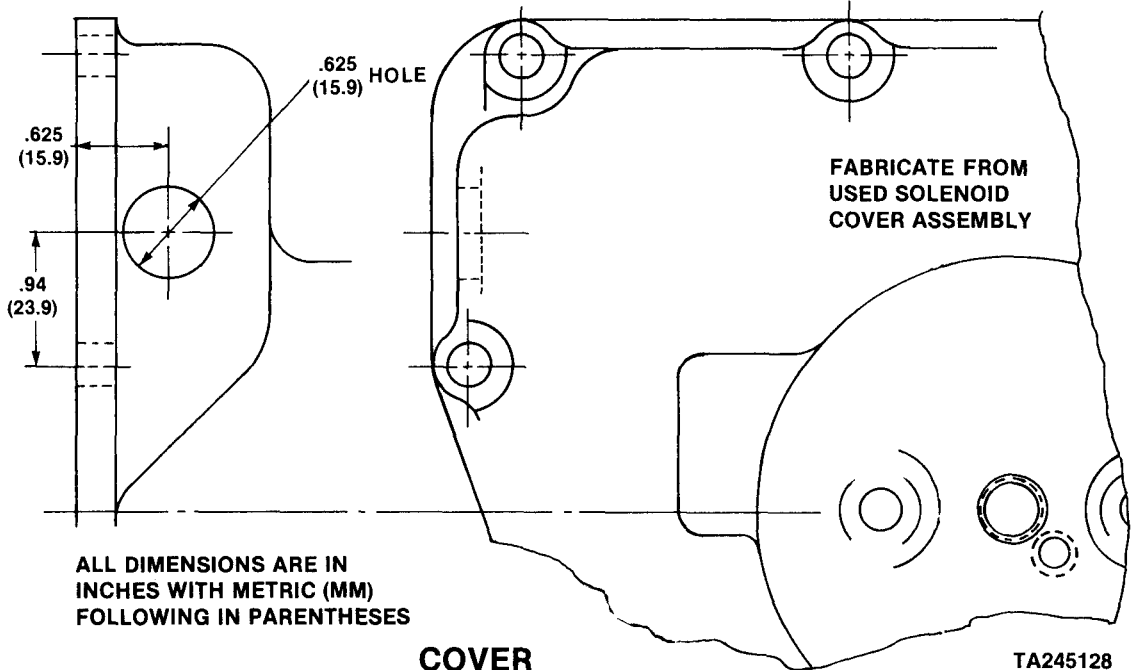 .625
(15.9) HOLE
.625
(15.9)
.94
(23.9)
FABRICATE FROM
USED SOLENOID
COVER ASSEMBLY
ALL DIMENSIONS ARE IN
INCHES WITH METRIC (MM)
FOLLOWING IN PARENTHESES
COVER
TA245128